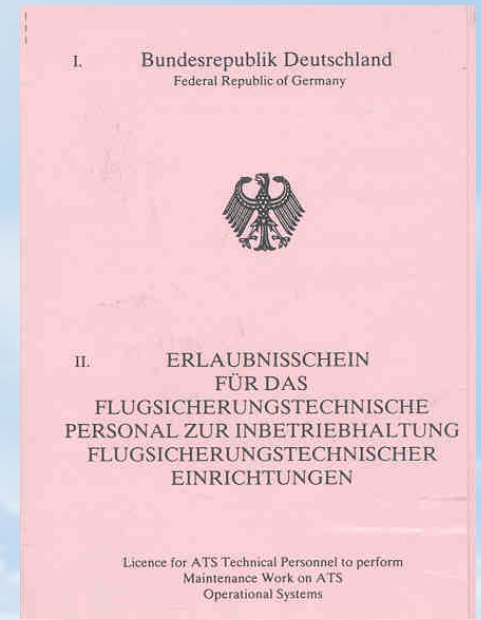 I. Bundesrepublik Deutschland
Federal Republic of Germany
II. ERLAUBNISSCHEIN
FÜR DAS
FLUGSICHERUNGSTECHNISCHE
PERSONAL ZUR INBETRIEBHALTUNG
FLUGSICHERUNGSTECHNISCHER
EINRICHTUNGEN
Licence for ATS Technical Personnel to perform
Maintenance Work on ATS
Operational Systems